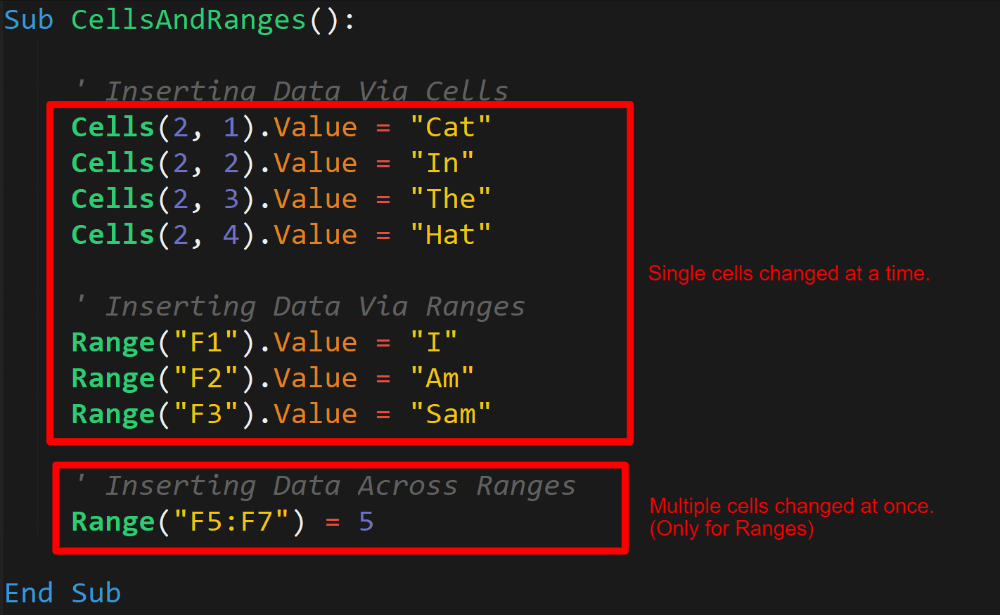 Sub CellsAndRanges():
' Inserting Data Via Cells
Cells(2, 1).Value = "Cat"
Cells(2, 2).Value = "In"
Cells(2, 3).Value = "The"
Cells(2, 4).Value = "Hat"
Single cells changed at a time.
' Inserting Data Via Ranges
Range("F1").Value = "I"
Range("F2").Value = "Am"
Range("F3").Value = "Sam"
' Inserting Data Across Ranges
Range("F5:F7") = 5
Multiple cells changed at once.
(Only for Ranges)
End Sub